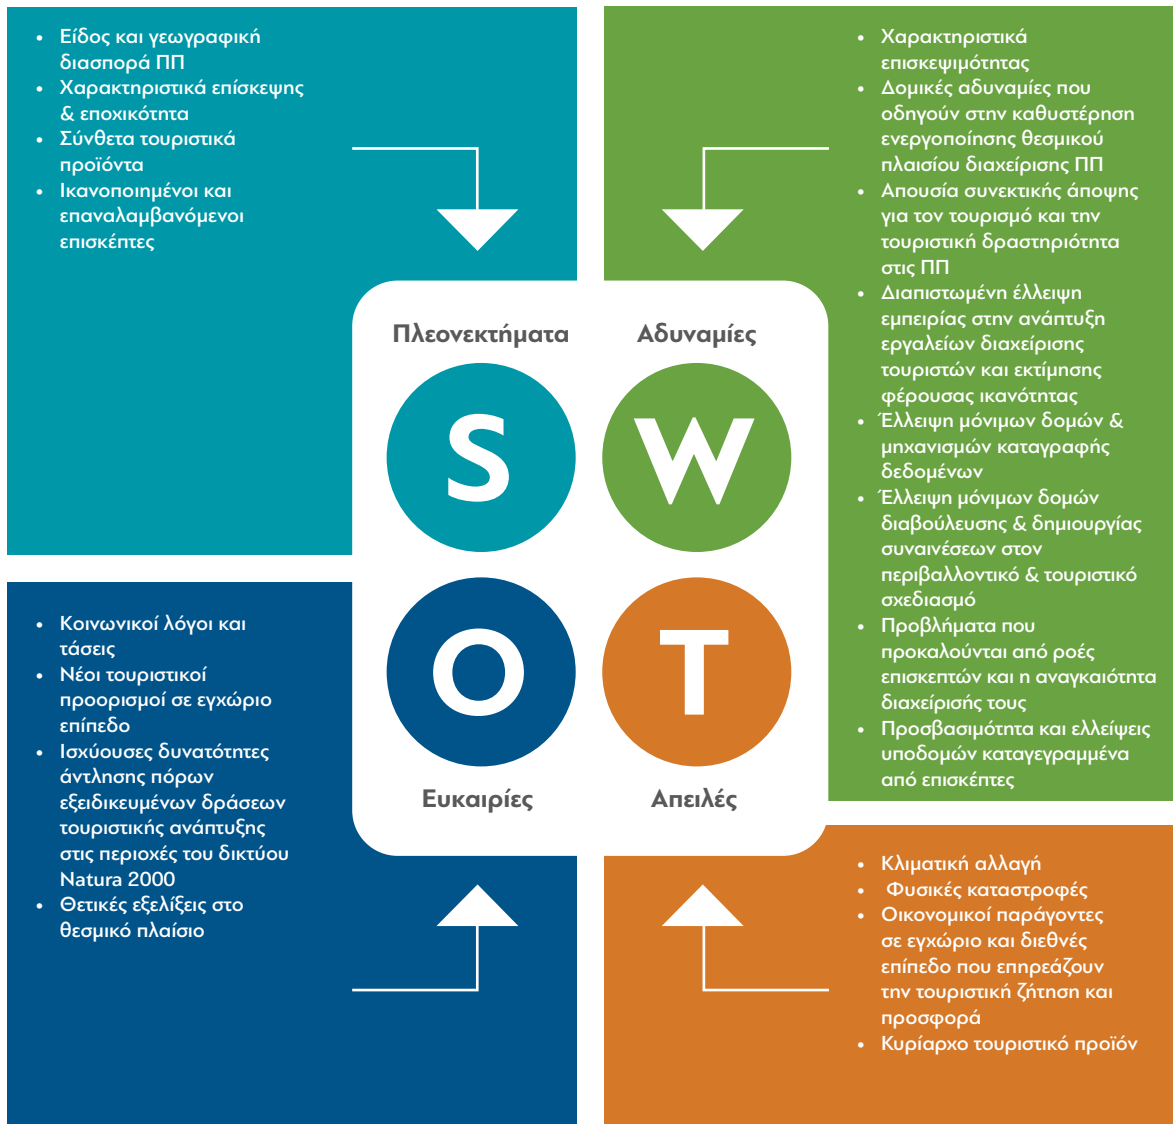 • Είδος και γεωγραφική
διασπορά ΠΠ
• Χαρακτηριστικά επίσκεψης
& εποχικότητα
• Σύνθετα τουριστικά
προϊόντα
• Ικανοποιημένοι και
επαναλαμβανόμενοι
επισκέπτες
• Χαρακτηριστικά
επισκεψιμότητας
• Δομικές αδυναμίες που
οδηγούν στην καθυστέρηση
ενεργοποίησης θεσμικού
πλαισίου διαχείρισης ΠΠ
• Απουσία συνεκτικής άποψης
για τον τουρισμό και την
τουριστική δραστηριότητα
στις ΠΠ
• Διαπιστωμένη έλλειψη
εμπειρίας στην ανάπτυξη
εργαλείων διαχείρισης
τουριστών και εκτίμησης
φέρουσας ικανότητας
• Έλλειψη μόνιμων δομών &
μηχανισμών καταγραφής
δεδομένων
• Έλλειψη μόνιμων δομών
διαβούλευσης & δημιουργίας
συναινέσεων στον
περιβαλλοντικό & τουριστικό
σχεδιασμό
• Προβλήματα που
προκαλούνται από ροές
επισκεπτών και η αναγκαιότητα
διαχείρισής τους
• Προσβασιμότητα και ελλείψεις
υποδομών καταγεγραμμένα
από επισκέπτες
Πλεονεκτήματα
Αδυναμίες
S
W
O
T
Ευκαιρίες
Απειλές
• Κοινωνικοί λόγοι και
τάσεις
• Νέοι τουριστικοί
προορισμοί σε εγχώριο
επίπεδο
• Ισχύουσες δυνατότητες
άντλησης πόρων
εξειδικευμένων δράσεων
τουριστικής ανάπτυξης
στις περιοχές του δικτύου
Natura 2000
• Θετικές εξελίξεις στο
θεσμικό πλαίσιο
• Κλιματική αλλαγή
• Φυσικές καταστροφές
• Οικονομικοί παράγοντες
σε εγχώριο και διεθνές
επίπεδο που επηρεάζουν
την τουριστική ζήτηση και
προσφορά
• Κυρίαρχο τουριστικό προϊόν